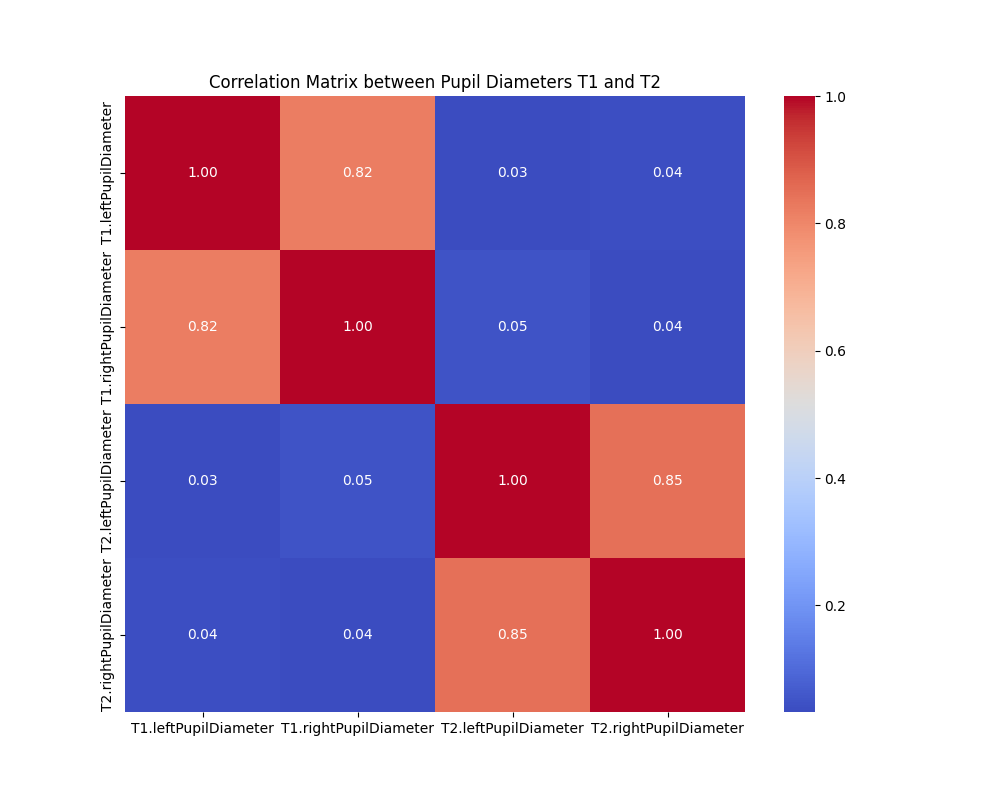 Correlation Matrix between Pupil Diameters T1 and T2
T1.leftPupilDiameter
1.00 0.82 0.03 0.04
T1.rightPupilDiameter
0.82 1.00 0.05 0.04
T2.leftPupilDiameter
0.03 0.05 1.00 0.85
T2.rightPupilDiameter
0.04 0.04 0.85 1.00
T1.leftPupilDiameter T1.rightPupilDiameter T2.leftPupilDiameter T2.rightPupilDiameter
1.0
0.8
0.6
0.4
0.2